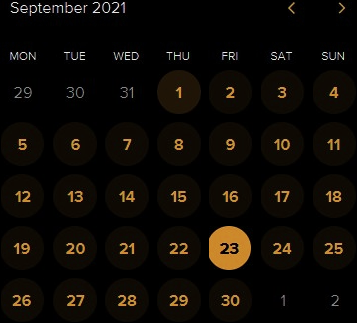 September 2021
MON TUE WED THU FRI SAT SUN
29 30 31 1 2 3 4
5 6 7 8 9 10 11
12 13 14 15 16 17 18
19 20 21 22 23 24 25
26 27 28 29 30 1 2